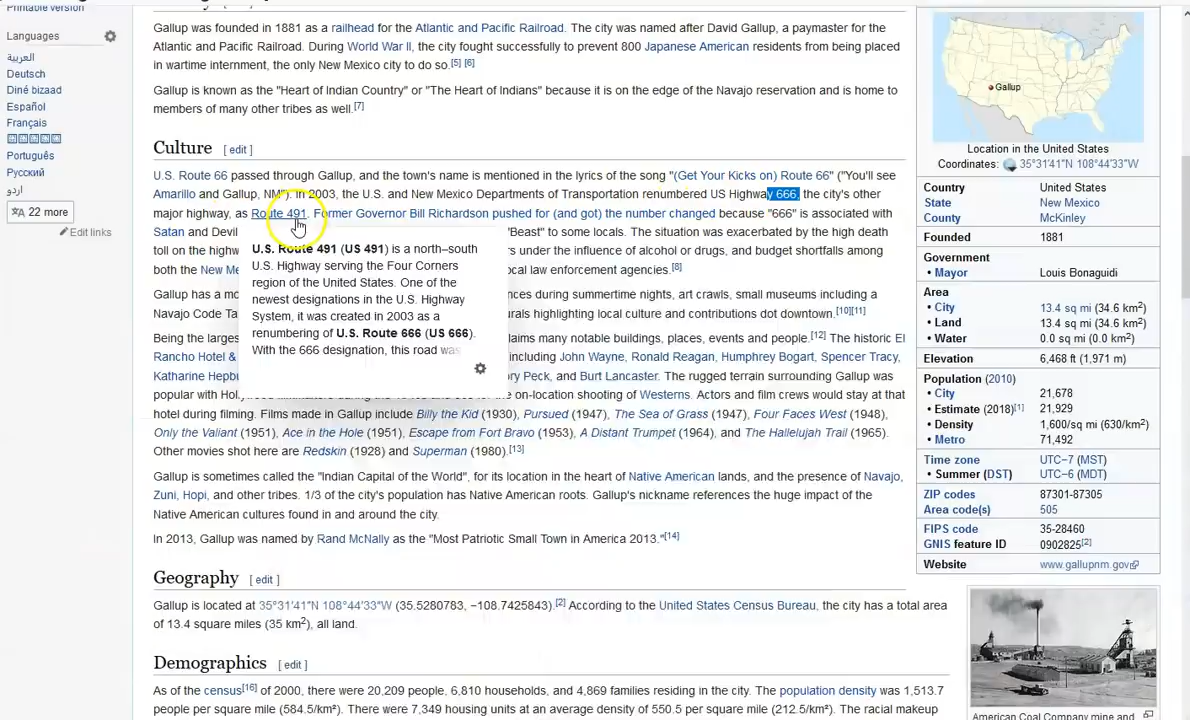 Printed version
Languages
العربية
Deutsch
Diné bizaad
Español
Français
Português
Русский
اردو
22 more
Edit links
Gallup was founded in 1881 as a railhead for the Atlantic and Pacific Railroad. The city was named after David Gallup, a paymaster for the
Atlantic and Pacific Railroad. During World War II, the city fought successfully to prevent 800 Japanese American residents from being placed
in wartime internment, the only New Mexico city to do so.[5] [6]
Gallup is known as the "Heart of Indian Country" or "The Heart of Indians" because it is on the edge of the Navajo reservation and is home to
members of many other tribes as well.[7]
Culture [ edit ]
U.S. Route 66 passed through Gallup, and the town's name is mentioned in the lyrics of the song "(Get Your Kicks on) Route 66" ("You'll see
Amarillo and Gallup, NM"). In 2003, the U.S. and New Mexico Departments of Transportation renumbered US Highway 666, the city's other
major highway, as Route 491. Former Governor Bill Richardson pushed for (and got) the number changed because "666" is associated with
Satan and Devil "Beast" to some locals. The situation was exacerbated by the high death
toll on the highw rs under the influence of alcohol or drugs, and budget shortfalls among
both the New Me ocal law enforcement agencies.[8]
U.S. Route 491 (US 491) is a north–south
U.S. Highway serving the Four Corners
region of the United States. One of the
newest designations in the U.S. Highway
System, it was created in 2003 as a
renumbering of U.S. Route 666 (US 666).
With the 666 designation, this road was
Gallup has a mo nces during summertime nights, art crawls, small museums including a
Navajo Code Ta urals highlighting local culture and contributions dot downtown.[10][11]
Being the larges laims many notable buildings, places, events and people.[12] The historic El
Rancho Hotel & including John Wayne, Ronald Reagan, Humphrey Bogart, Spencer Tracy,
Katharine Hepbu ory Peck, and Burt Lancaster. The rugged terrain surrounding Gallup was
popular with Hol on-location shooting of Westerns. Actors and film crews would stay at that
hotel during filming. Films made in Gallup include Billy the Kid (1930), Pursued (1947), The Sea of Grass (1947), Four Faces West (1948),
Only the Valiant (1951), Ace in the Hole (1951), Escape from Fort Bravo (1953), A Distant Trumpet (1964), and The Hallelujah Trail (1965).
Other movies shot here are Redskin (1928) and Superman (1980).[13]
Gallup is sometimes called the "Indian Capital of the World", for its location in the heart of Native American lands, and the presence of Navajo,
Zuni, Hopi, and other tribes. 1/3 of the city's population has Native American roots. Gallup's nickname references the huge impact of the
Native American cultures found in and around the city.
In 2013, Gallup was named by Rand McNally as the "Most Patriotic Small Town in America 2013."[14]
Geography [ edit ]
Gallup is located at 35°31′41″N 108°44′33″W (35.5280783, −108.7425843).[2] According to the United States Census Bureau, the city has a total area
of 13.4 square miles (35 km²), all land.
Demographics [ edit ]
As of the census[16] of 2000, there were 20,209 people, 6,810 households, and 4,869 families residing in the city. The population density was 1,513.7
people per square mile (584.5/km²). There were 7,349 housing units at an average density of 550.5 per square mile (212.5/km²). The racial makeup
Gallup
Location in the United States
Coordinates: 35°31′41″N 108°44′33″W
Country United States
State New Mexico
County McKinley
Founded 1881
Government
• Mayor Louis Bonaguidi
Area
• City 13.4 sq mi (34.6 km²)
• Land 13.4 sq mi (34.6 km²)
• Water 0.0 sq mi (0.0 km²)
Elevation 6,468 ft (1,971 m)
Population (2010)
• City 21,678
• Estimate (2018)[1] 21,929
• Density 1,600/sq mi (630/km²)
• Metro 71,492
Time zone UTC−7 (MST)
• Summer (DST) UTC−6 (MDT)
ZIP codes 87301-87305
Area code(s) 505
FIPS code 35-28460
GNIS feature ID 0902825[2]
Website www.gallupnm.gov
American Coal Company mine and